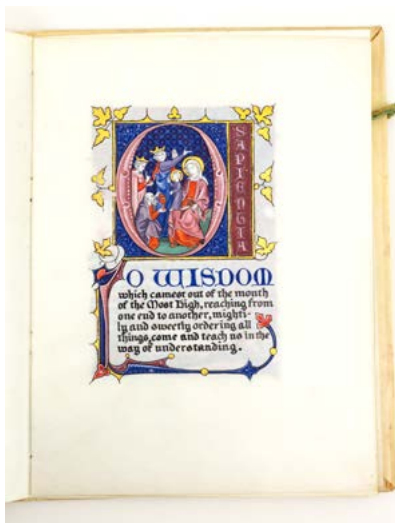 O
SAPIENTIA
O WISDOM
which camest out of the mouth
of the Most High, reaching from
one end to another, mighti-
ly and sweetly ordering all
things, come and teach us in the
way of understanding.